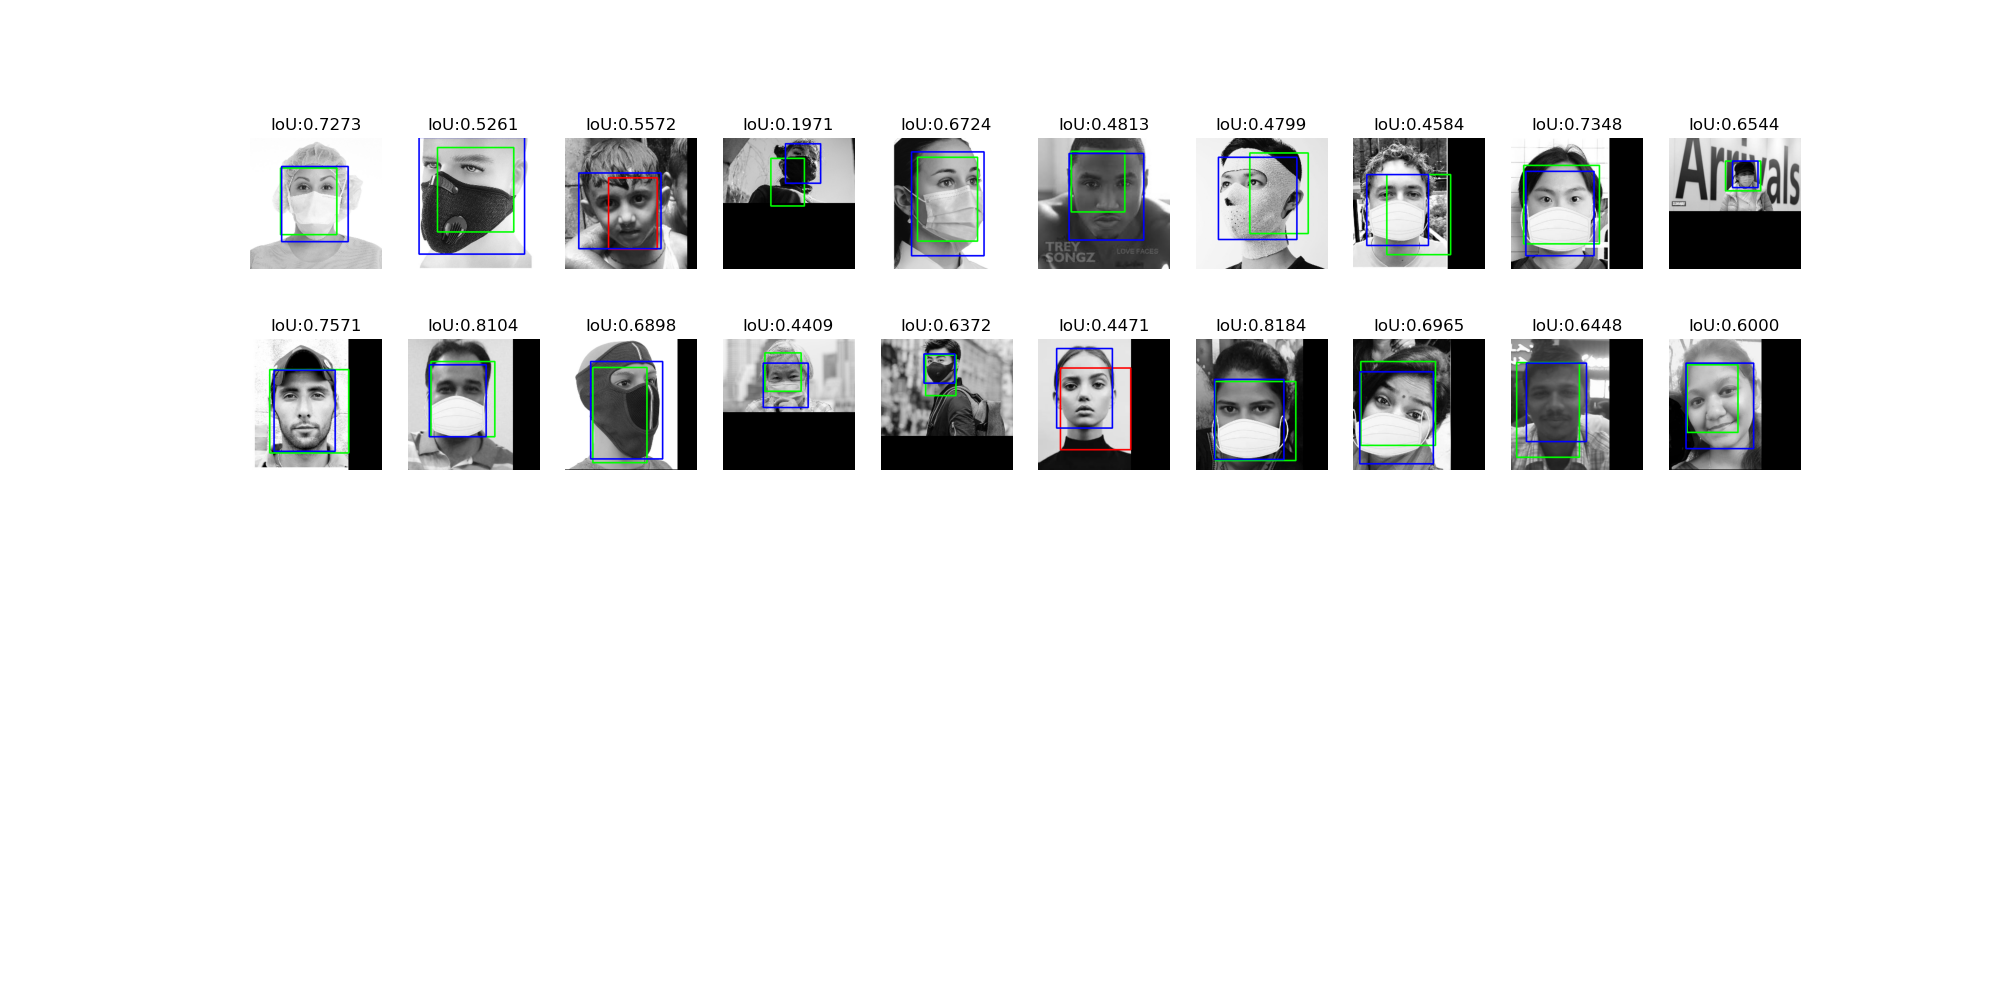 IoU:0.7273 IoU:0.5261 IoU:0.5572 IoU:0.1971 IoU:0.6724 IoU:0.4813 IoU:0.4799 IoU:0.4584 IoU:0.7348 IoU:0.6544
Arrivals
TREY
SONGZ
LOVE FACES
IoU:0.7571 IoU:0.8104 IoU:0.6898 IoU:0.4409 IoU:0.6372 IoU:0.4471 IoU:0.8184 IoU:0.6965 IoU:0.6448 IoU:0.6000